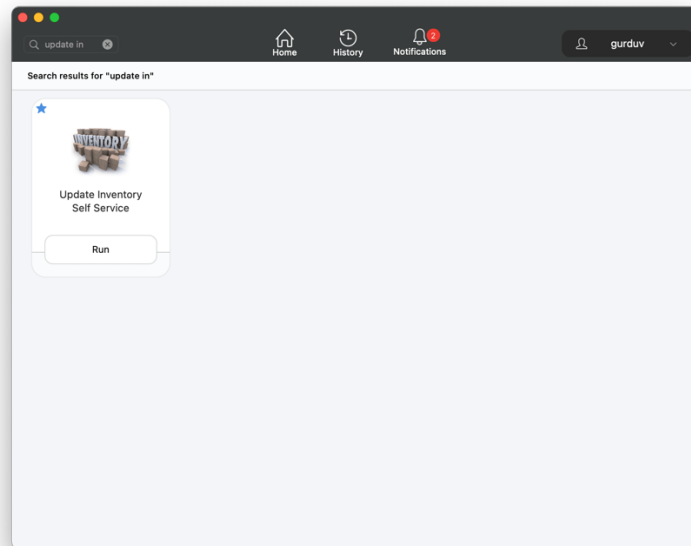 update in
Home
History
2
Notifications
gurduv
Search results for "update in"
INVENTORY
Update Inventory
Self Service
Run